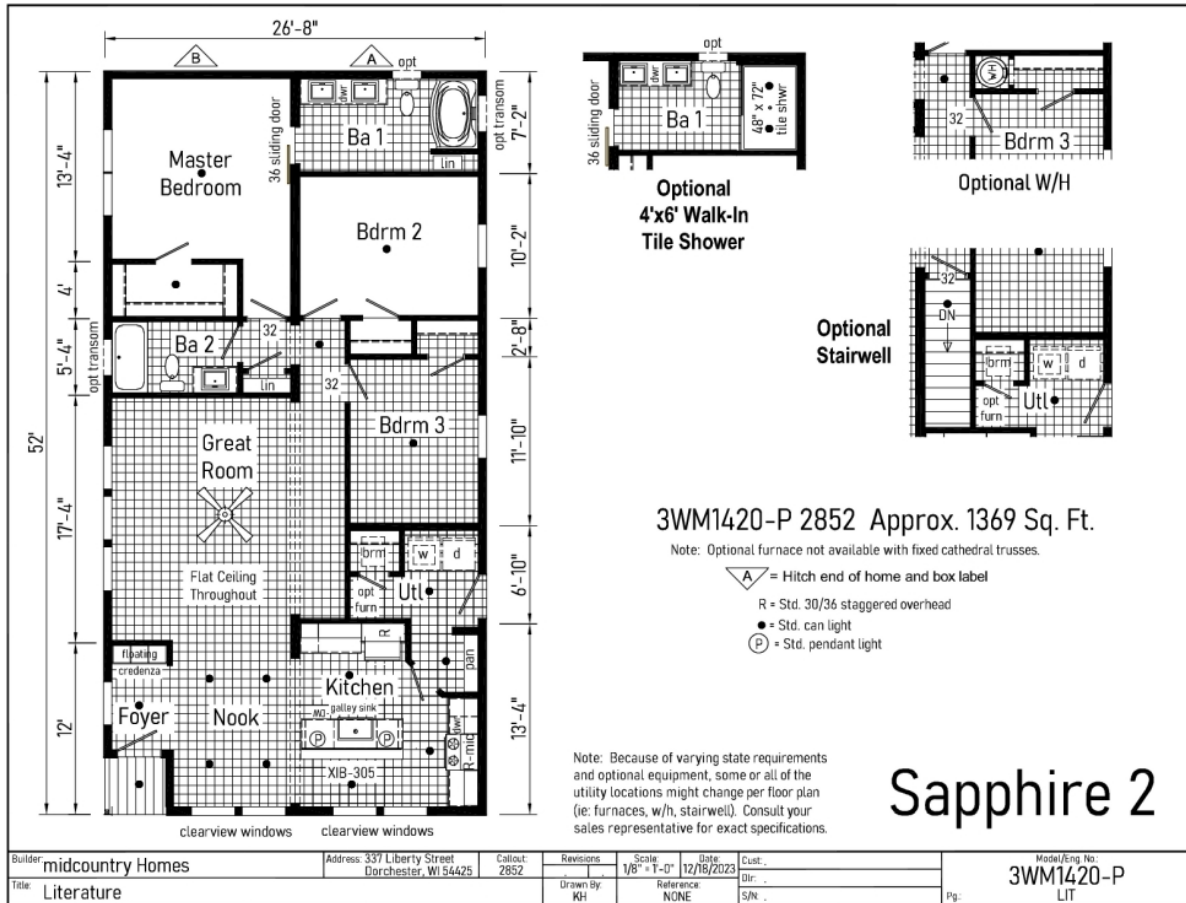 26'-8"
B
A
opt
52'
13'-4"
4'
5'-4"
17'-4"
12'
opt transom
Master
Bedroom
36 sliding door
dwr
Ba 1
lin
opt transom
7'-2"
Bdrm 2
10'-2"
2'-8"
Ba 2
32
lin
32
Bdrm 3
11'-10"
Great
Room
Flat Ceiling
Throughout
brm
w
d
opt
furn
Utl
6'-10"
R
pan
floating
credenza
Foyer
Nook
Kitchen
galley sink
DW
P
P
XIB-305
dwr
R-mic
13'-4"
clearview windows
clearview windows
opt
36 sliding door
dwr
Ba 1
48" x 72"
tile shwr
Optional
4'x6' Walk-In
Tile Shower
W/H
32
Bdrm 3
Optional W/H
Optional
Stairwell
32
DN
brm
w
d
opt
furn
Utl
3WM1420-P 2852 Approx. 1369 Sq. Ft.
Note: Optional furnace not available with fixed cathedral trusses.
A = Hitch end of home and box label
R = Std. 30/36 staggered overhead
● = Std. can light
P = Std. pendant light
Note: Because of varying state requirements
and optional equipment, some or all of the
utility locations might change per floor plan
(ie: furnaces, w/h, stairwell). Consult your
sales representative for exact specifications.
Sapphire 2
Builder: midcountry Homes
Address: 337 Liberty Street
Dorchester, WI 54425
Callout:
2852
Revisions
Scale:
1/8" = 1'-0"
Date:
12/18/2023
Cust.: .
Dlr: .
S/N: .
Model/Eng. No.:
3WM1420-P
Title: Literature
Drawn By:
KH
Reference:
NONE
Pg.: LIT